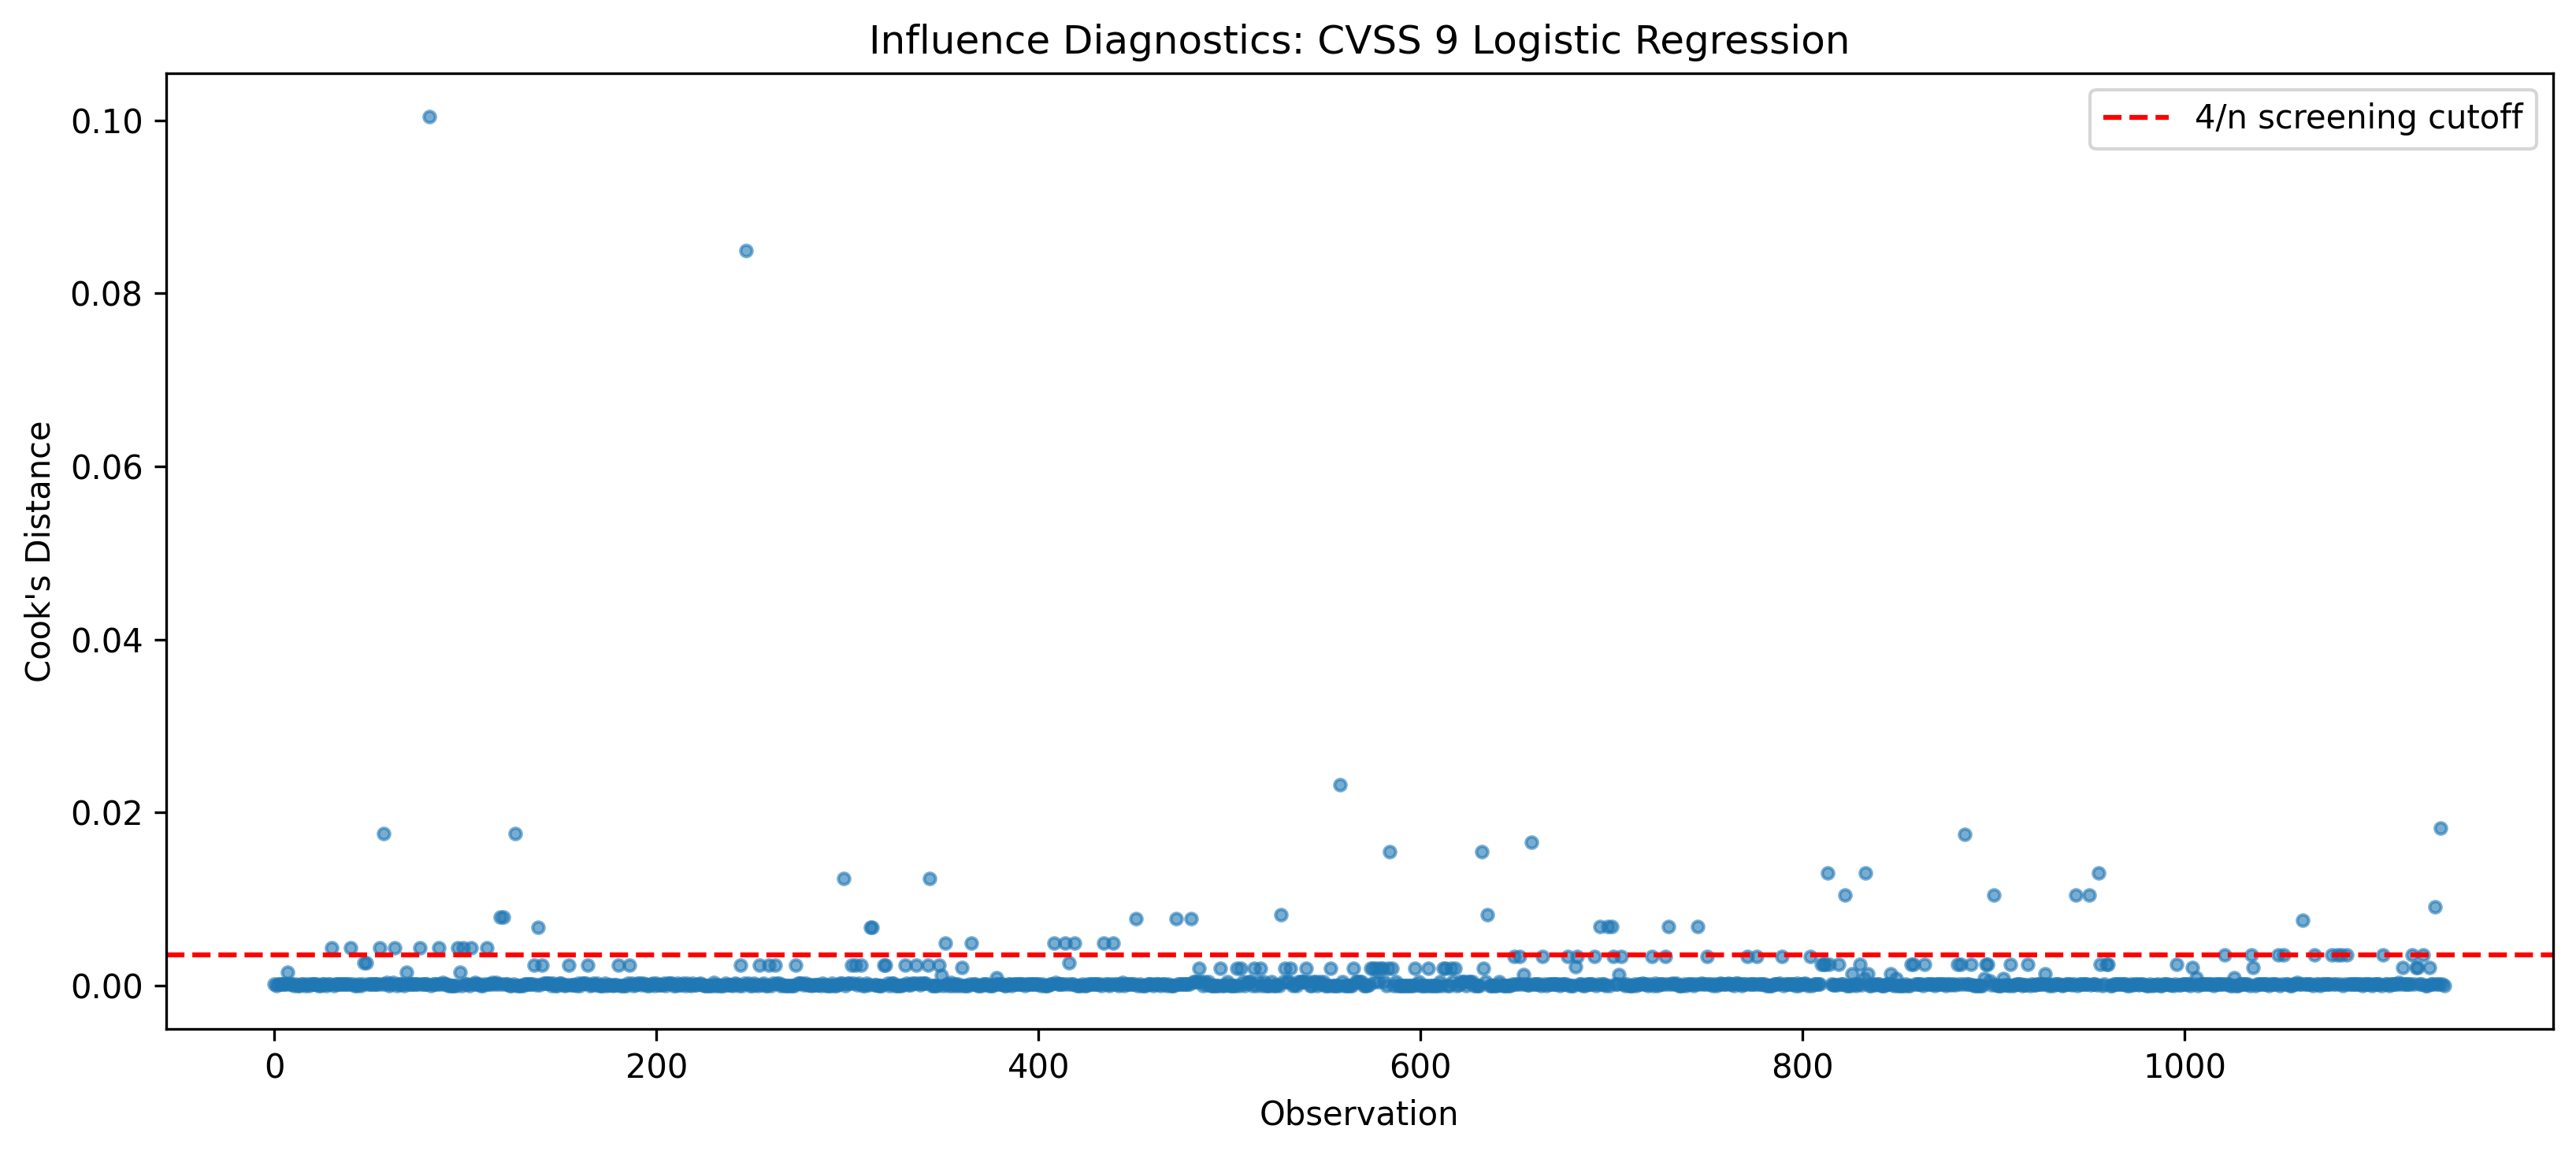 Influence Diagnostics: CVSS 9 Logistic Regression
4/n screening cutoff
Cook's Distance
0.10
0.08
0.06
0.04
0.02
0.00
0 200 400 600 800 1000
Observation